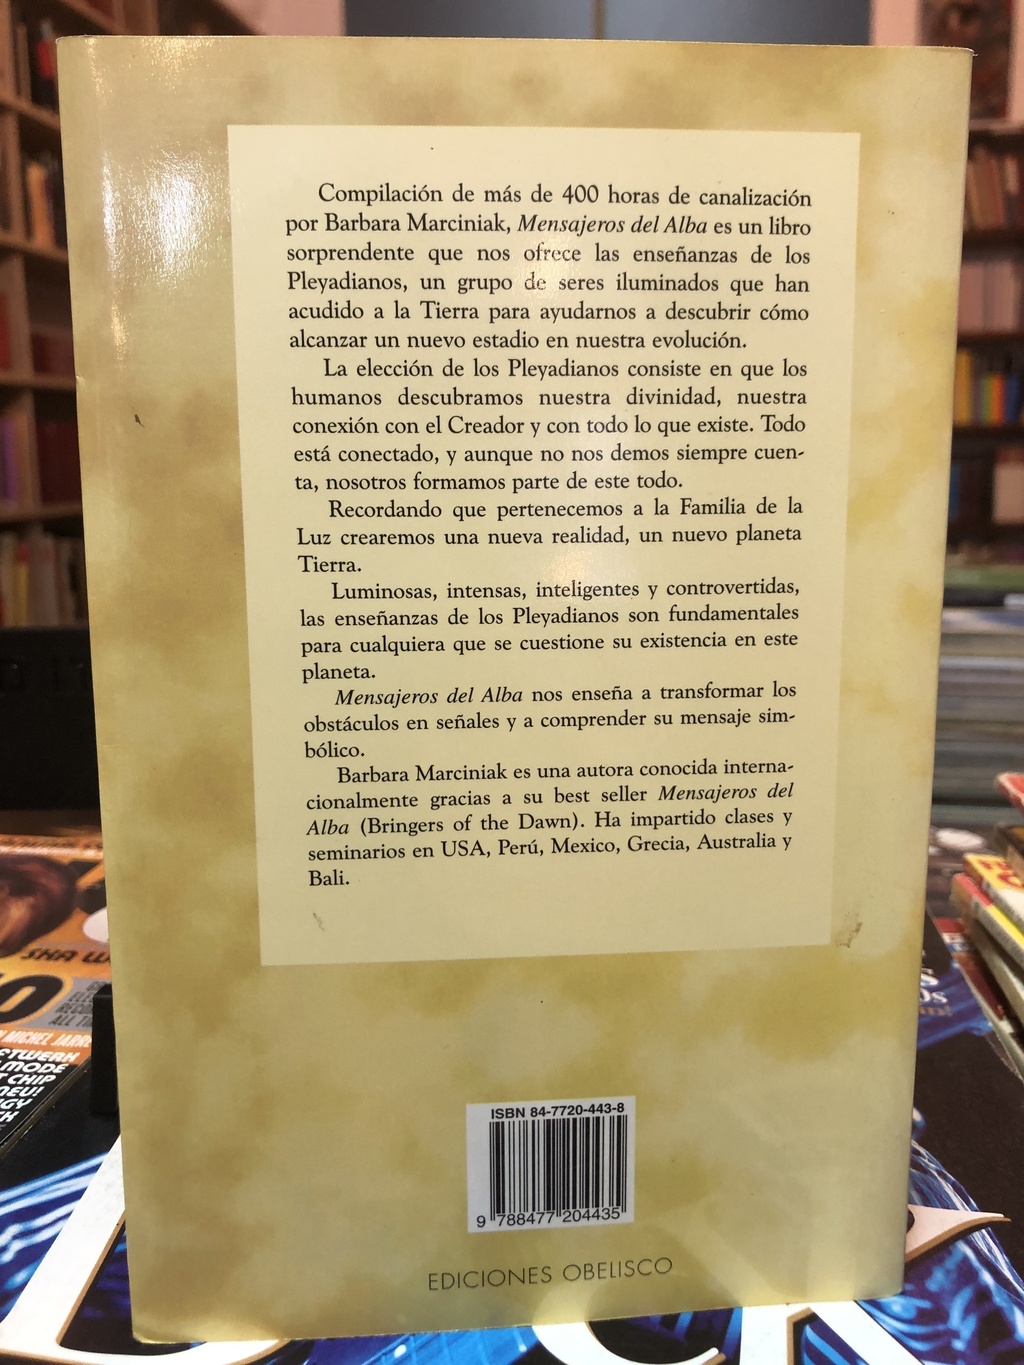 Compilación de más de 400 horas de canalización
por Barbara Marciniak, Mensajeros del Alba es un libro
sorprendente que nos ofrece las enseñanzas de los
Pleyadianos, un grupo de seres iluminados que han
acudido a la Tierra para ayudarnos a descubrir cómo
alcanzar un nuevo estadio en nuestra evolución.
La elección de los Pleyadianos consiste en que los
humanos descubramos nuestra divinidad, nuestra
conexión con el Creador y con todo lo que existe. Todo
está conectado, y aunque no nos demos siempre cuen-
ta, nosotros formamos parte de este todo.
Recordando que pertenecemos a la Familia de la
Luz crearemos una nueva realidad, un nuevo planeta
Tierra.
Luminosas, intensas, inteligentes y controvertidas,
las enseñanzas de los Pleyadianos son fundamentales
para cualquiera que se cuestione su existencia en este
planeta.
Mensajeros del Alba nos enseña a transformar los
obstáculos en señales y a comprender su mensaje sim-
bólico.
Barbara Marciniak es una autora conocida interna-
cionalmente gracias a su best seller Mensajeros del
Alba (Bringers of the Dawn). Ha impartido clases y
seminarios en USA, Perú, Mexico, Grecia, Australia y
Bali.
ISBN 84-7720-443-8
9 788477 204435
EDICIONES OBELISCO
SHA
MICHEL JARRE
MODE
CHIP
NEU!